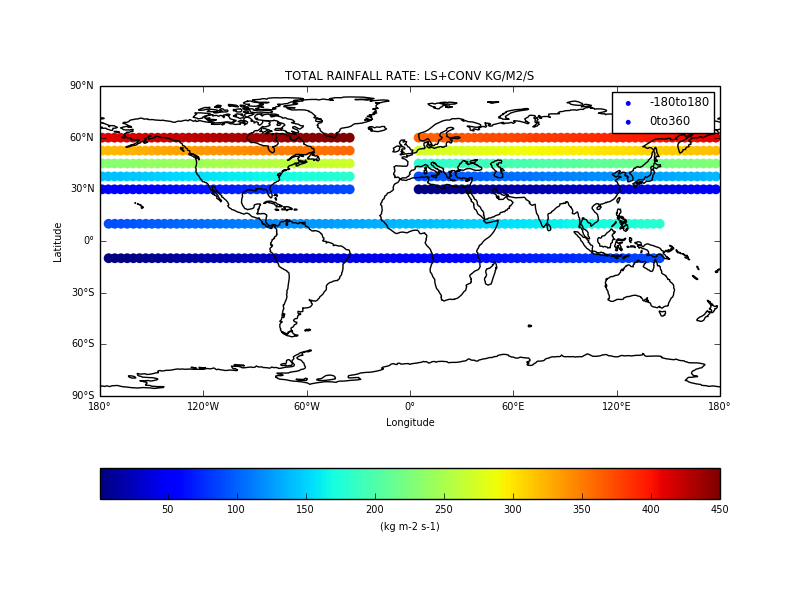 TOTAL RAINFALL RATE: LS+CONV KG/M2/S
90°N
60°N
30°N
0°
30°S
60°S
90°S
Latitude
-180to180
0to360
180° 120°W 60°W 0° 60°E 120°E 180°
Longitude
50 100 150 200 250 300 350 400 450
(kg m-2 s-1)